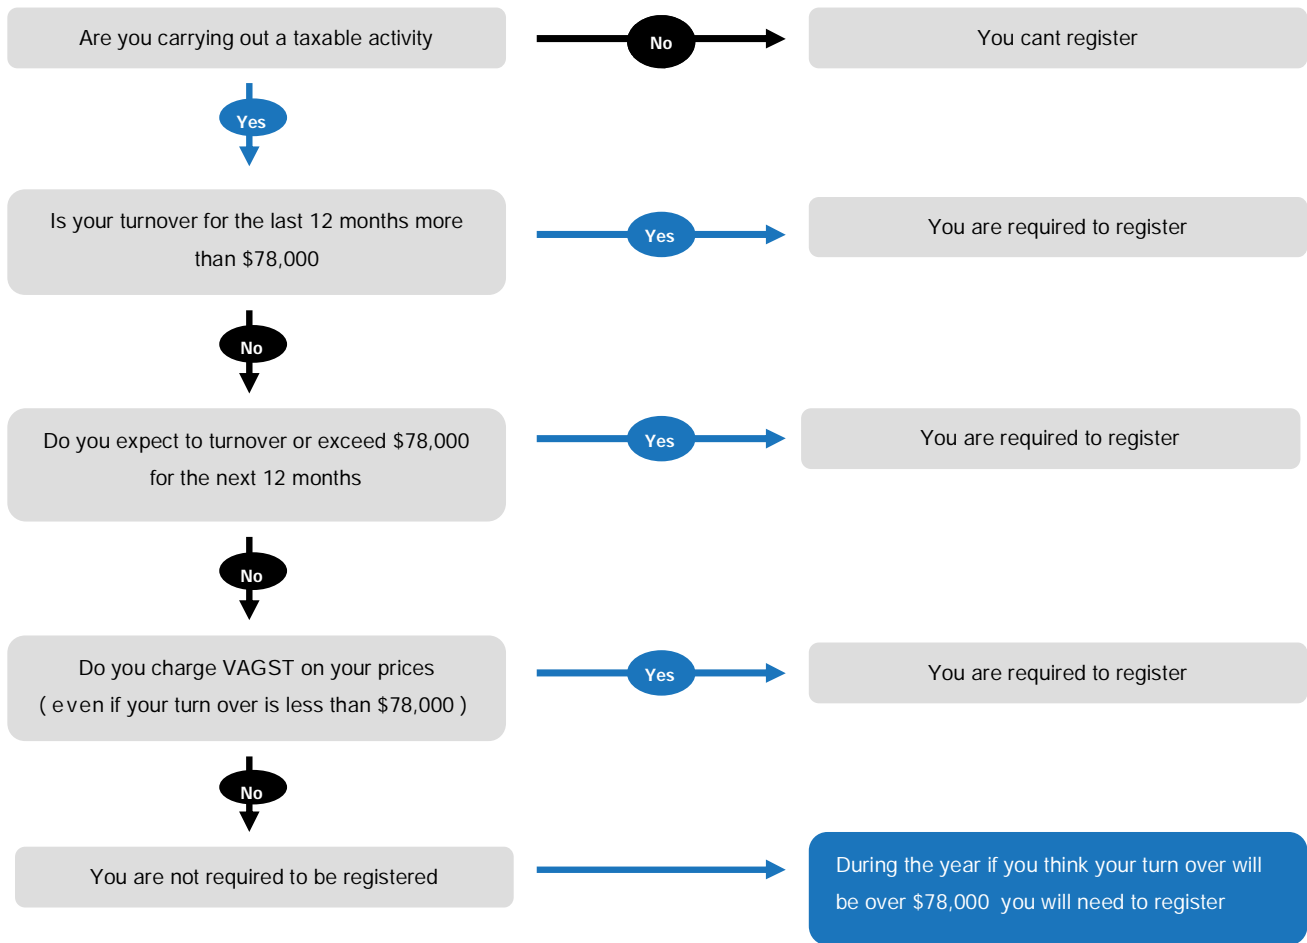 Are you carrying out a taxable activity
No
You cant register
Yes
Is your turnover for the last 12 months more
than $78,000
Yes
You are required to register
No
Do you expect to turnover or exceed $78,000
for the next 12 months
Yes
You are required to register
No
Do you charge VAGST on your prices
( even if your turn over is less than $78,000 )
Yes
You are required to register
No
You are not required to be registered
During the year if you think your turn over will
be over $78,000 you will need to register